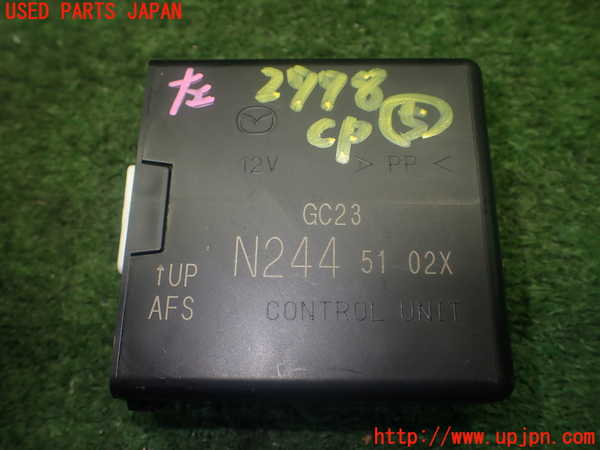 USED PARTS JAPAN
左 2998 ⑤
CP
12V >PP<
GC23
N244 51 02X
↑UP
AFS CONTROL UNIT
http://www.upjpn.com/